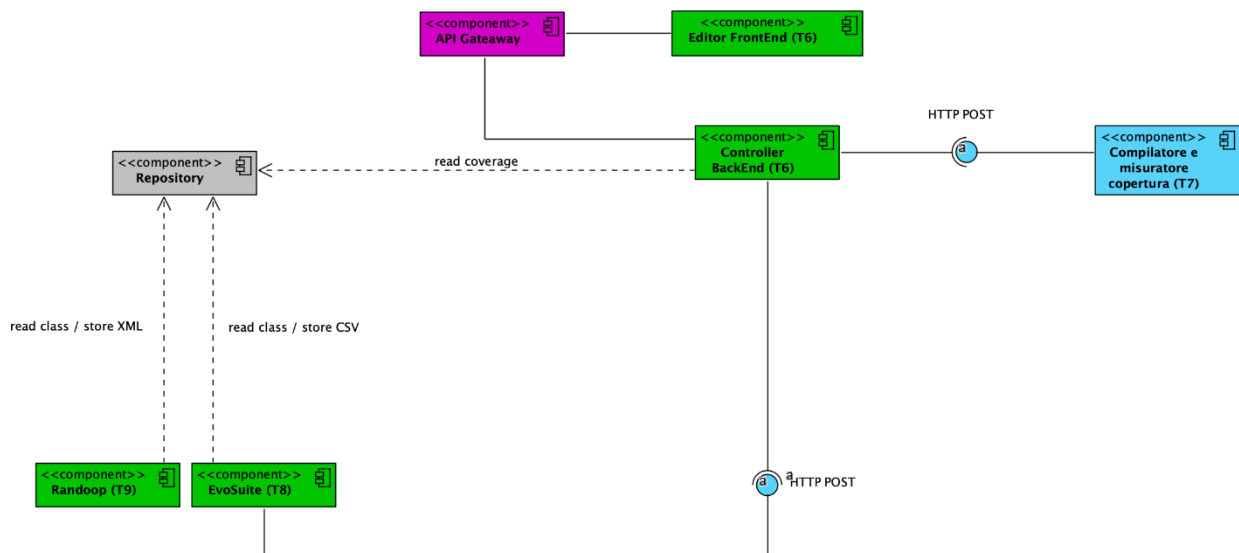 <<component>>
API Gateaway
<<component>>
Editor FrontEnd (T6)
HTTP POST
<<component>>
Controller
BackEnd (T6)
a
<<component>>
Compilatore e
misuratore
copertura (T7)
<<component>>
Repository
read coverage
read class / store XML
read class / store CSV
<<component>>
Randoop (T9)
<<component>>
EvoSuite (T8)
a
a
HTTP POST